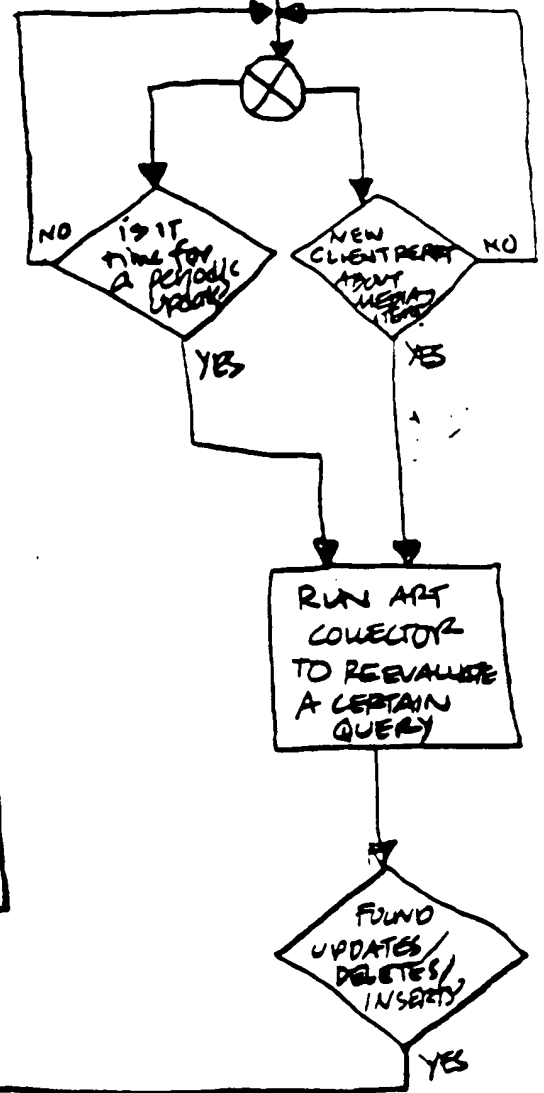 NO
is it
time for
a periodic
update
NEW
CLIENT REPORT
ABOUT
MEDIA
ITEM
NO
YES
YES
RUN ART
COLLECTOR
TO REEVALUATE
A CERTAIN
QUERY
FOUND
UPDATES/
DELETES/
INSERTS
YES